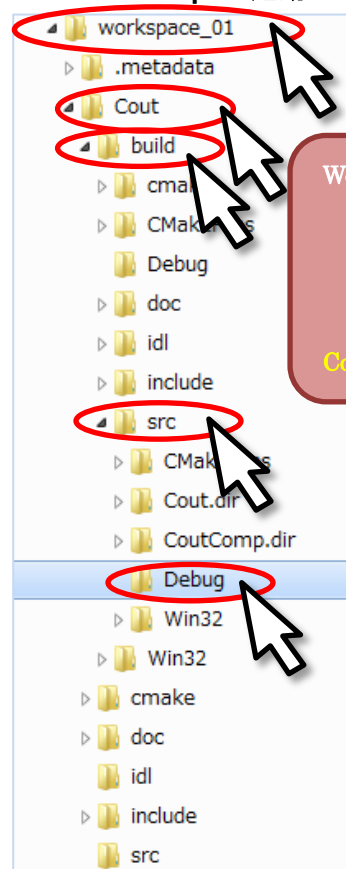 workspace_01
.metadata
Cout
build
doc
Debug
idl
include
src
Cout.dir
CoutComp.dir
Debug
Win32
Win32
cmake
doc
idl
include
src